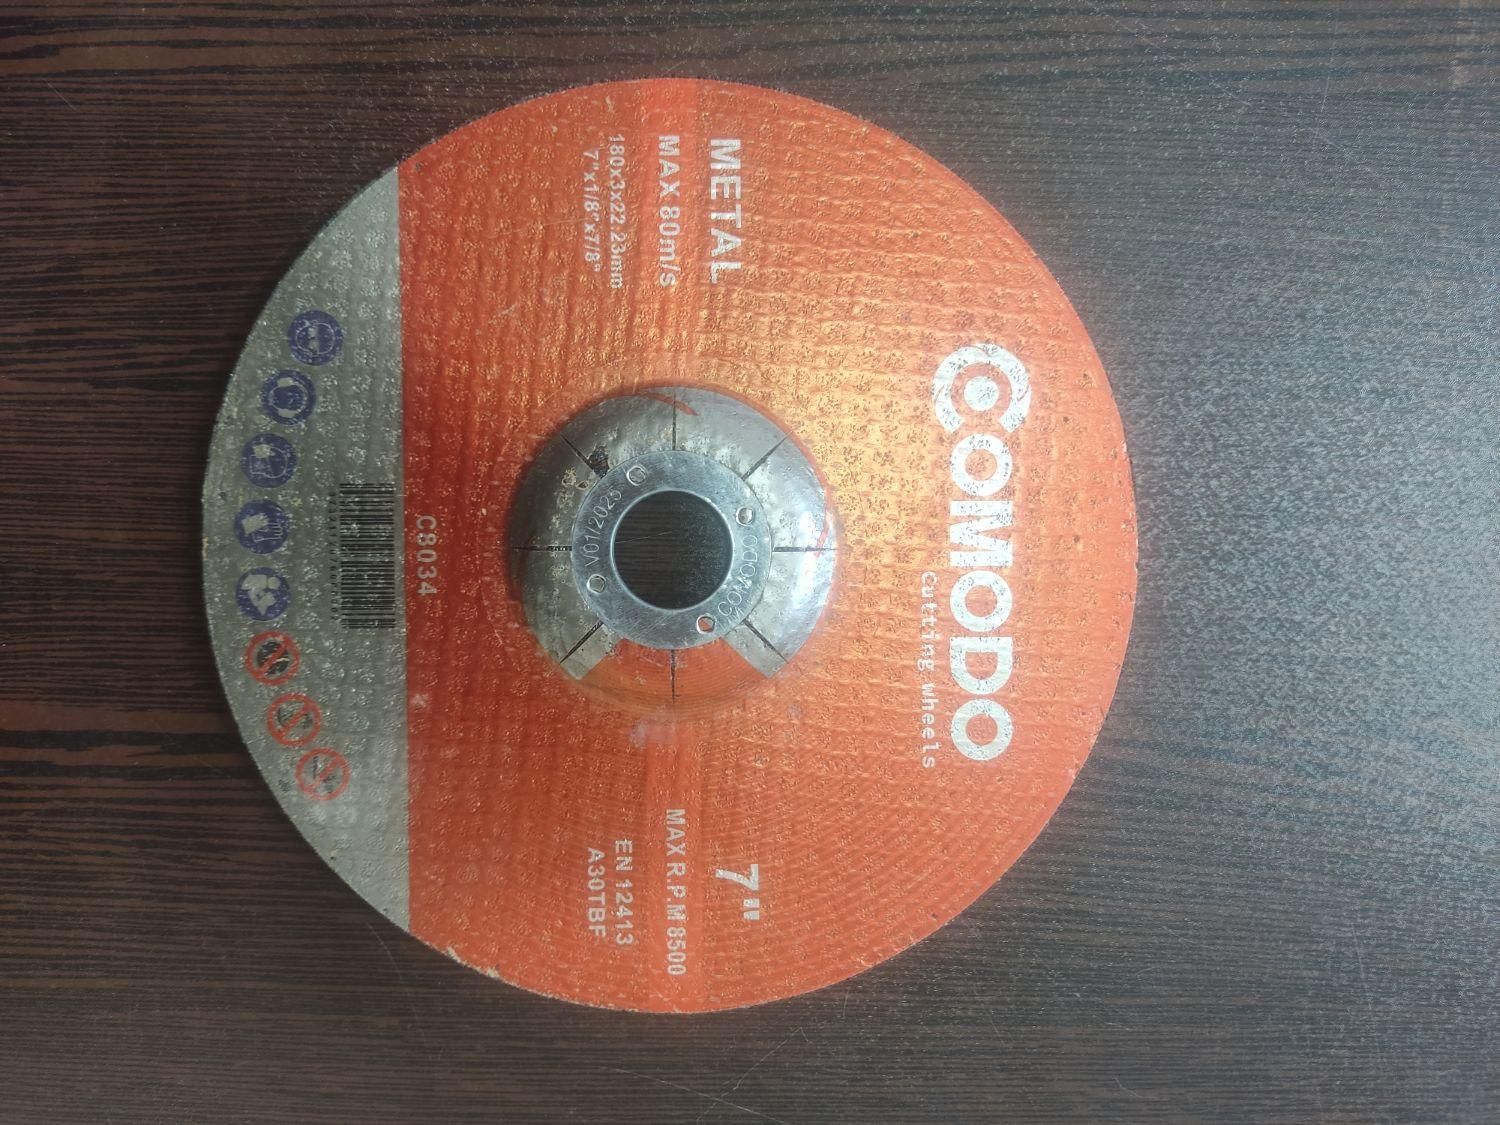 COMODO
Cutting wheels
METAL
MAX 80m/s
180x3x22.23mm
7"x1/8"x7/8"
7"
MAX R.P.M 8500
EN 12413
A30TBF
COMODO
V01/2025
C8034